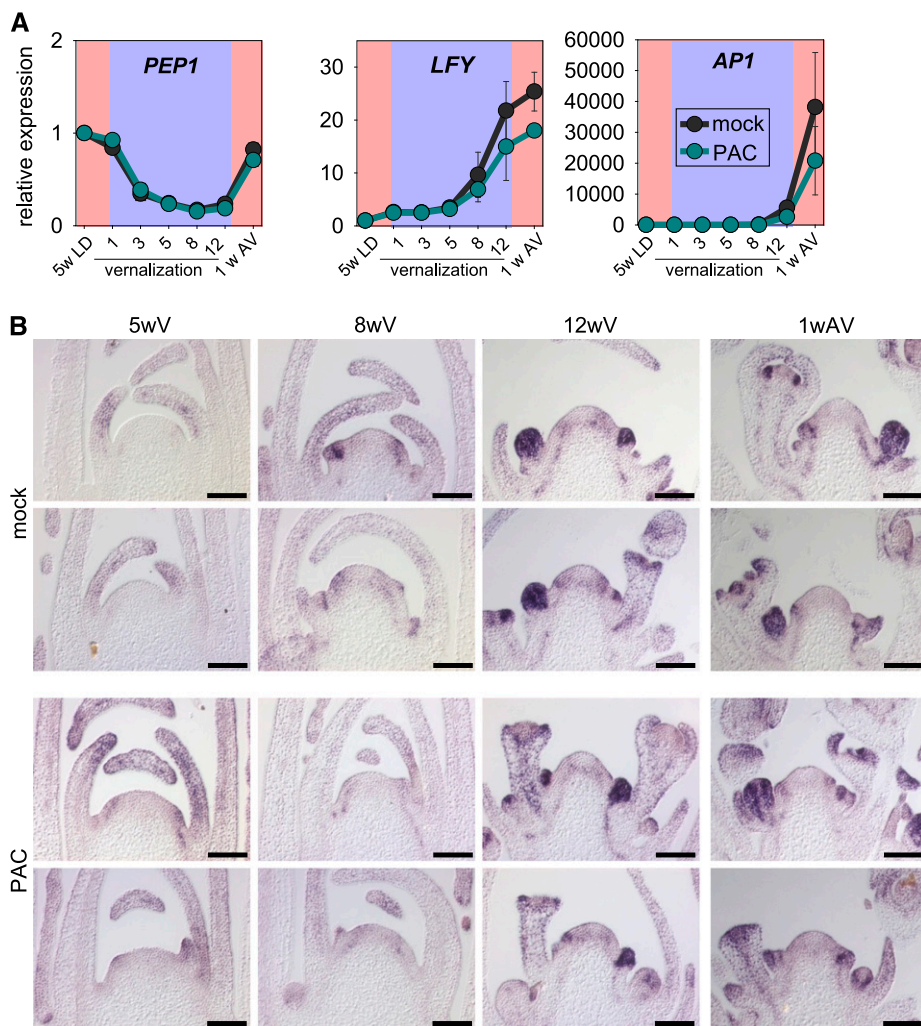 A
relative expression
2
1
0
PEP1
5w LD
1
3
5
8
12
1 w AV
vernalization
30
20
10
0
LFY
5w LD
1
3
5
8
12
1 w AV
vernalization
60000
50000
40000
30000
20000
10000
0
AP1
mock
PAC
5w LD
1
3
5
8
12
1 w AV
vernalization
B
5wV 8wV 12wV 1wAV
mock
PAC